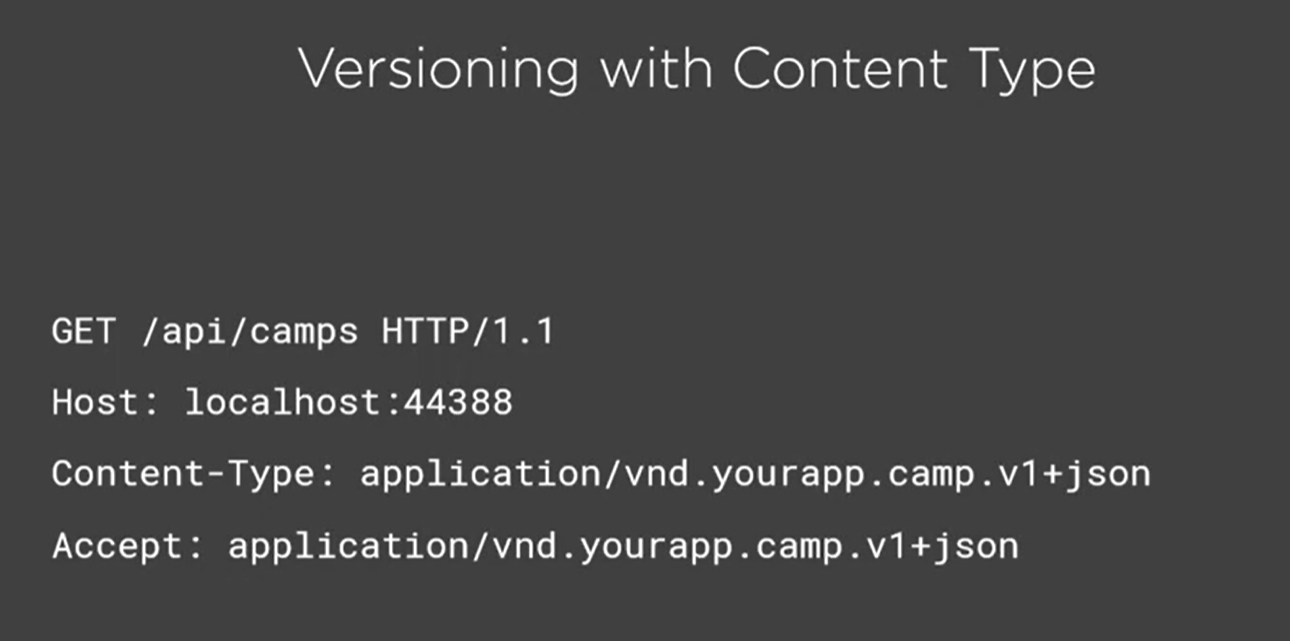 Versioning with Content Type
GET /api/camps HTTP/1.1
Host: localhost:44388
Content-Type: application/vnd.yourapp.camp.v1+json
Accept: application/vnd.yourapp.camp.v1+json